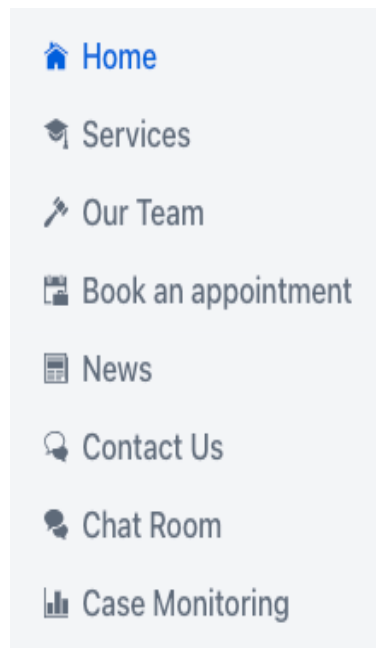 Home
Services
Our Team
Book an appointment
News
Contact Us
Chat Room
Case Monitoring